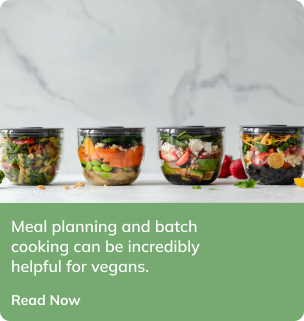 Meal planning and batch
cooking can be incredibly
helpful for vegans.
Read Now